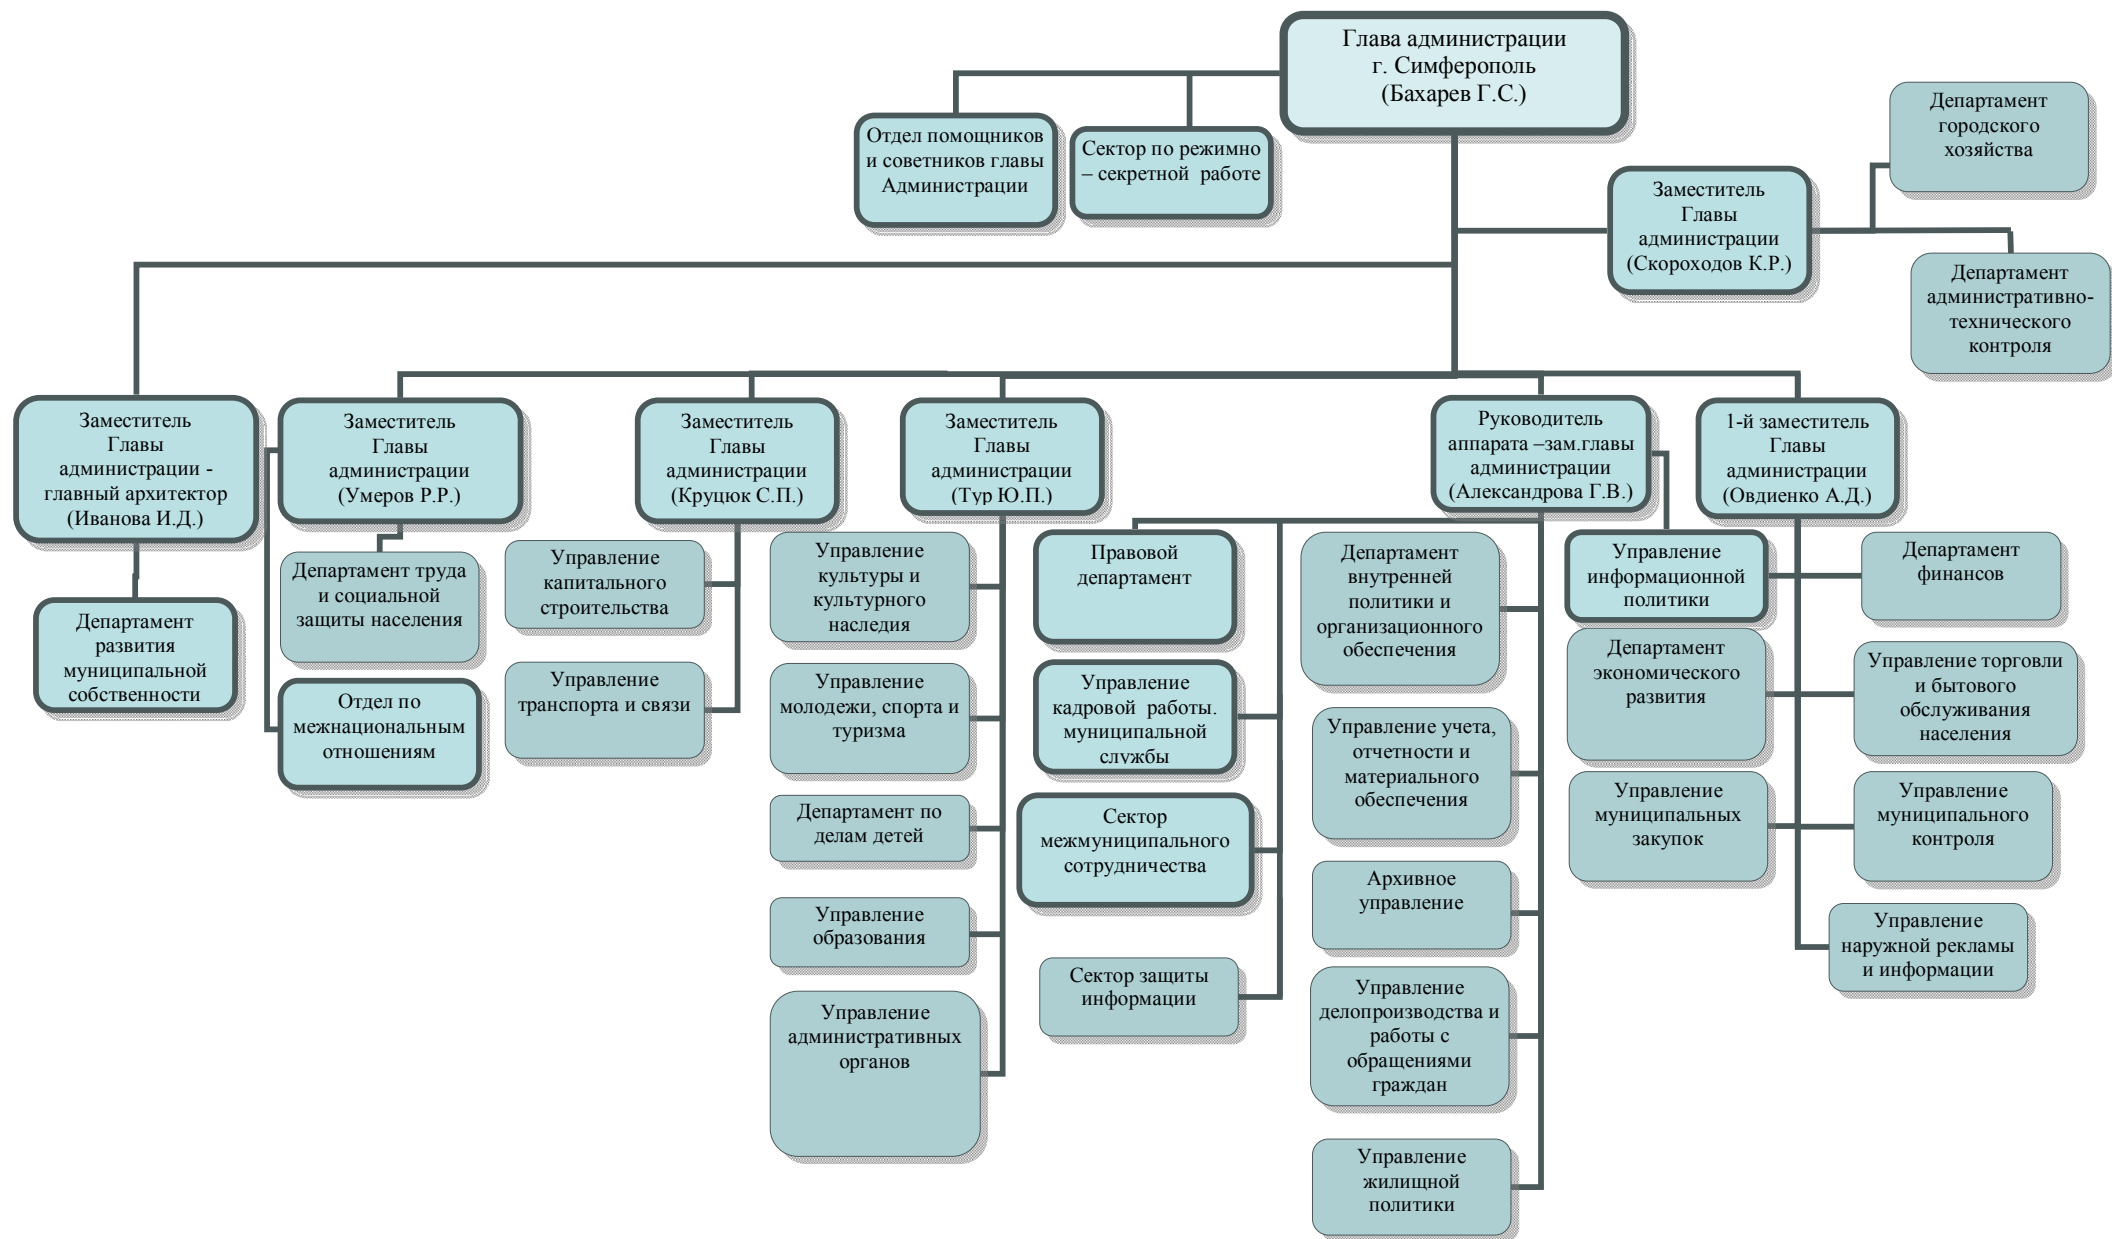 Глава администрации
г. Симферополь
(Бахарев Г.С.)
Отдел помощников
и советников главы
Администрации
Сектор по режимно
– секретной работе
Департамент
городского
хозяйства
Заместитель
Главы
администрации
(Скороходов К.Р.)
Департамент
административно-
технического
контроля
Заместитель
Главы
администрации -
главный архитектор
(Иванова И.Д.)
Заместитель
Главы
администрации
(Умеров Р.Р.)
Заместитель
Главы
администрации
(Круцюк С.П.)
Заместитель
Главы
администрации
(Тур Ю.П.)
Руководитель
аппарата –зам.главы
администрации
(Александрова Г.В.)
1-й заместитель
Главы
администрации
(Овдиенко А.Д.)
Департамент
развития
муниципальной
собственности
Департамент труда
и социальной
защиты населения
Отдел по
межнациональным
отношениям
Управление
капитального
строительства
Управление
транспорта и связи
Управление
культуры и
культурного
наследия
Управление
молодежи, спорта и
туризма
Департамент по
делам детей
Управление
образования
Управление
административных
органов
Правовой
департамент
Управление
кадровой работы.
муниципальной
службы
Сектор
межмуниципального
сотрудничества
Сектор защиты
информации
Департамент
внутренней
политики и
организационного
обеспечения
Управление учета,
отчетности и
материального
обеспечения
Архивное
управление
Управление
делопроизводства и
работы с
обращениями
граждан
Управление
жилищной
политики
Управление
информационной
политики
Департамент
экономического
развития
Управление
муниципальных
закупок
Департамент
финансов
Управление торговли
и бытового
обслуживания
населения
Управление
муниципального
контроля
Управление
наружной рекламы
и информации